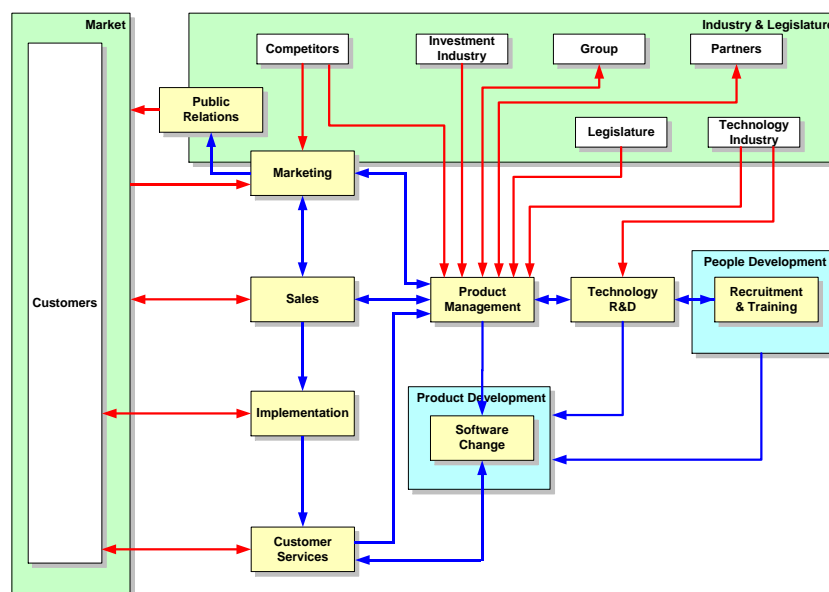 Market
Industry & Legislature
Competitors
Investment
Industry
Group
Partners
Public
Relations
Legislature
Technology
Industry
Marketing
People Development
Customers
Sales
Product
Management
Technology
R&D
Recruitment
& Training
Product Development
Implementation
Software
Change
Customer
Services